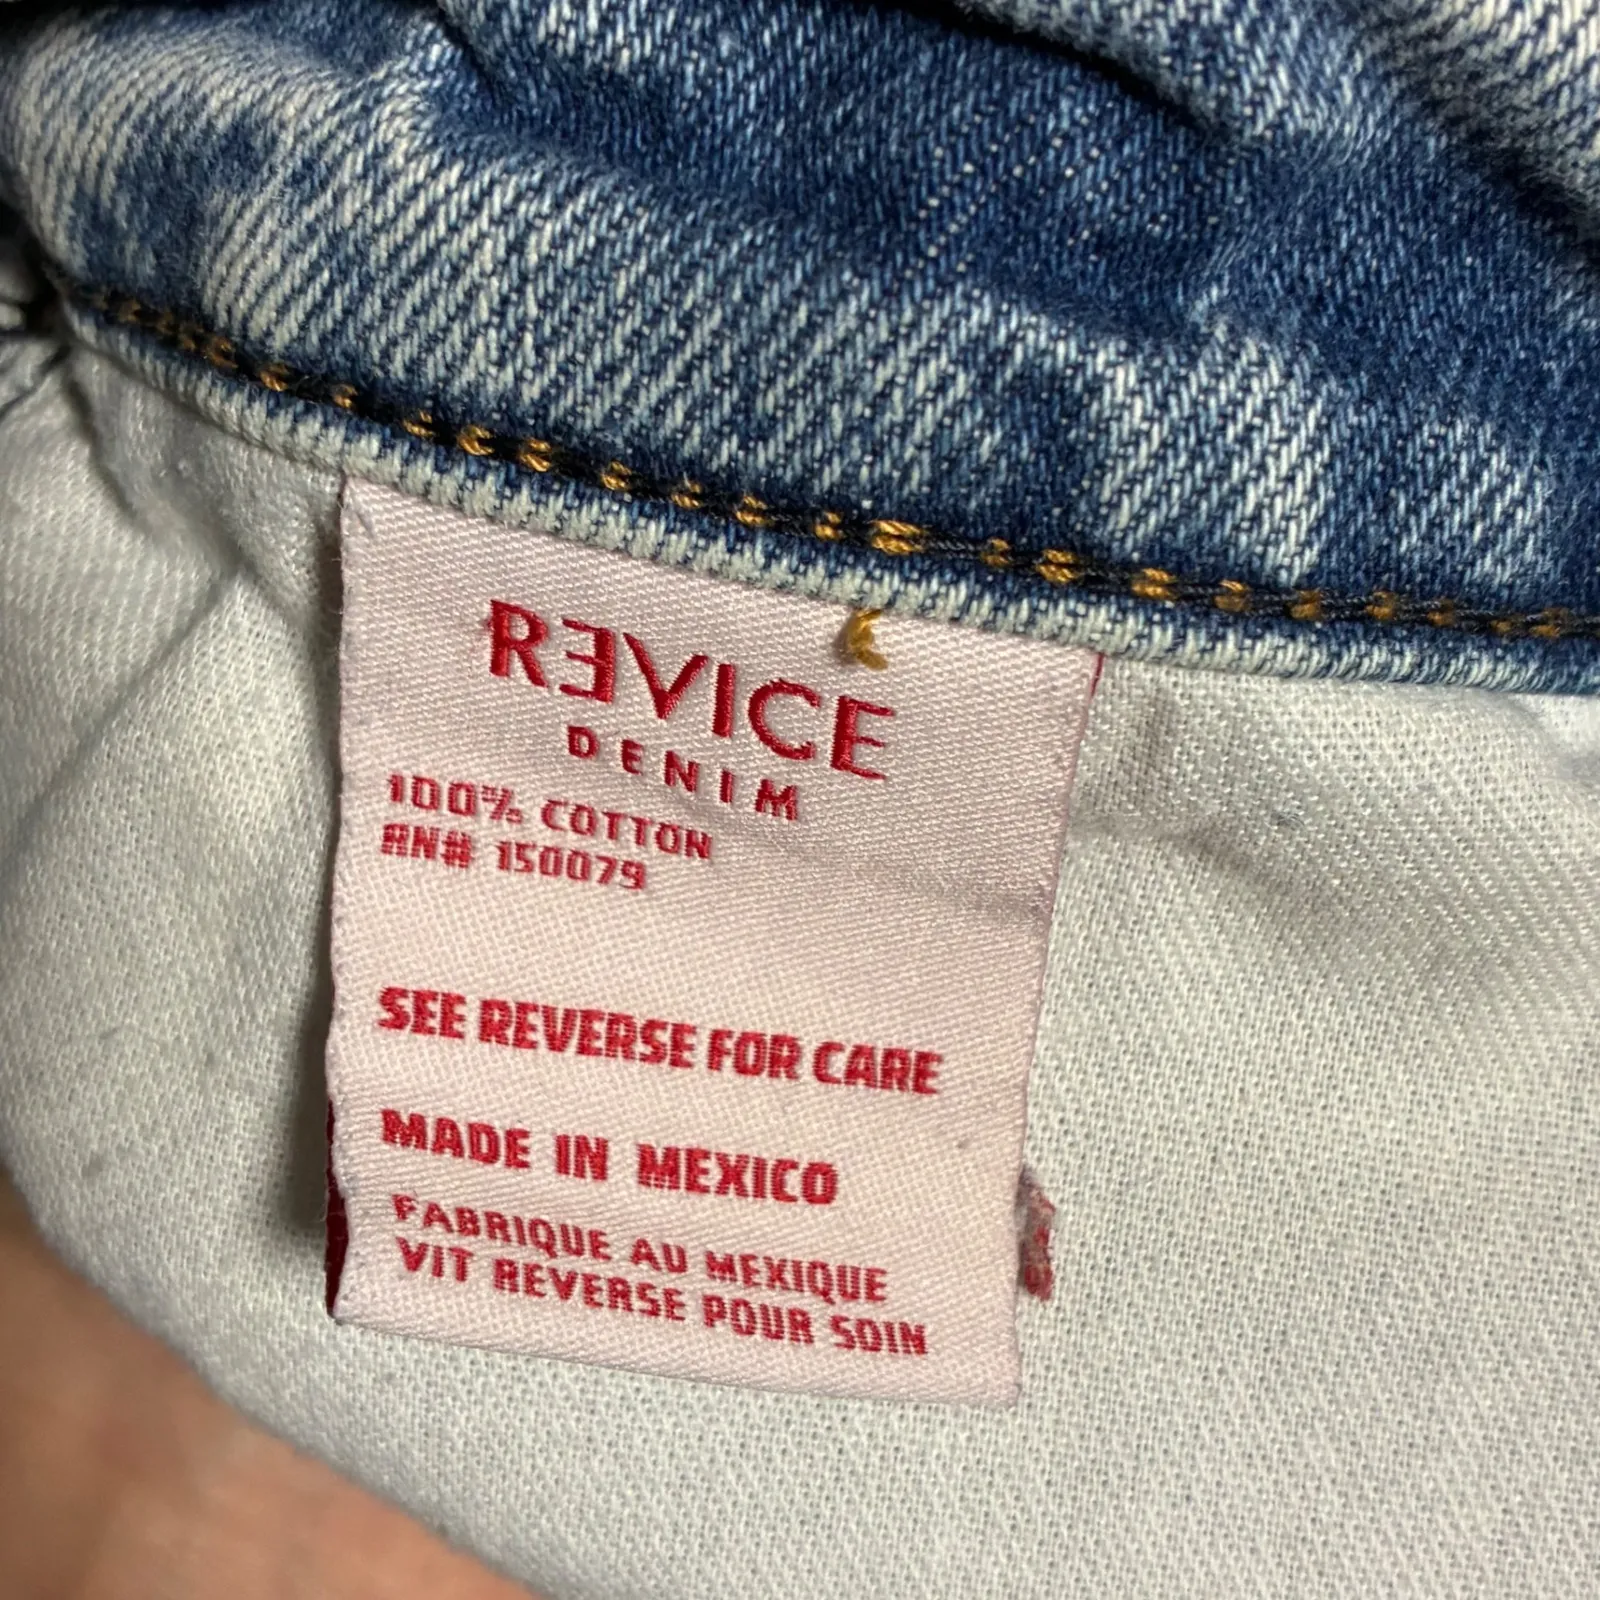 REVICE
DENIM
100% COTTON
RN# 150079
SEE REVERSE FOR CARE
MADE IN MEXICO
FABRIQUE AU MEXIQUE
VIT REVERSE POUR SOIN